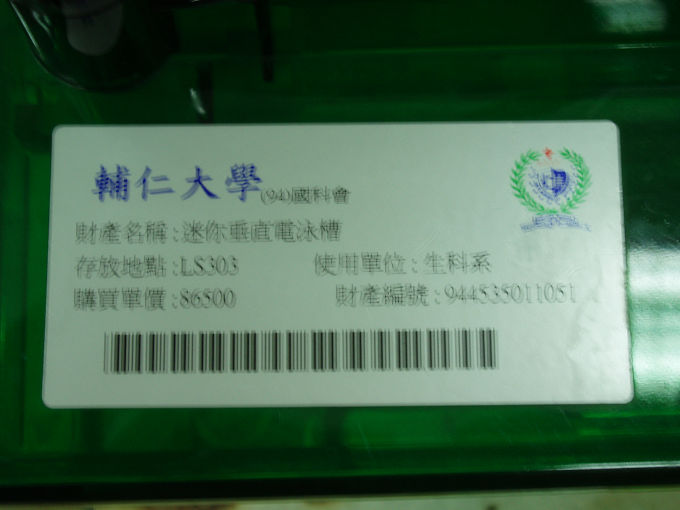 輔仁大學(94)國科會
財產名稱:迷你垂直電泳槽
存放地點:LS303 使用單位:生科系
購買單價:86500 財產編號:944535011051